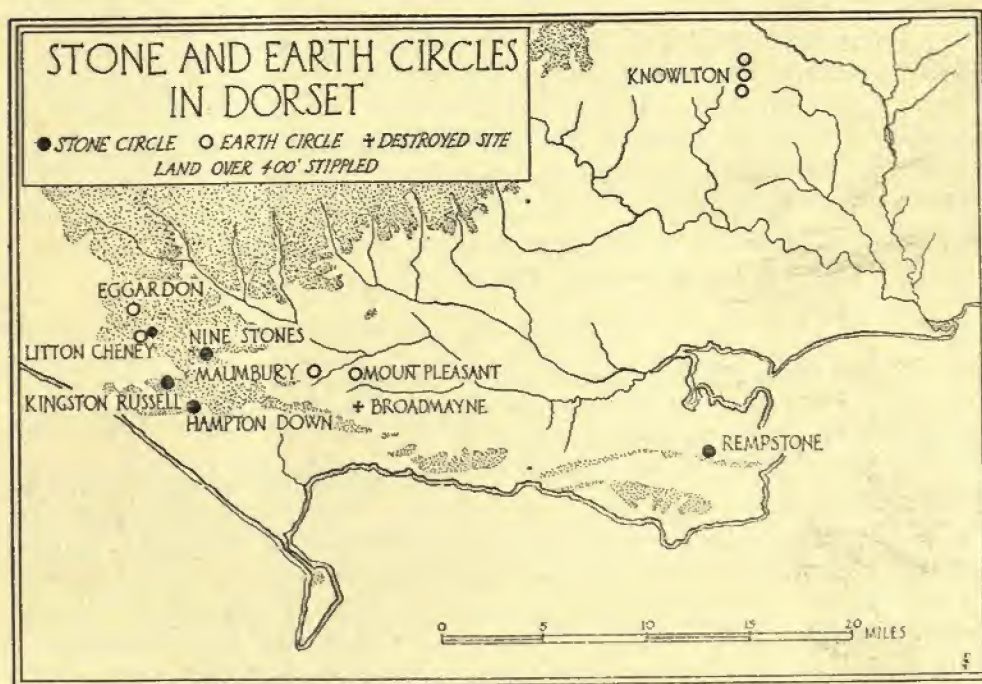 STONE AND EARTH CIRCLES
IN DORSET
STONE CIRCLE EARTH CIRCLE DESTROYED SITE
LAND OVER 400' STIPPLED
KNOWLTON
EGGARDON
NINE STONES
LITTON CHENEY
MAUMBURY
MOUNT PLEASANT
KINGSTON RUSSELL
BROADMAYNE
HAMPTON DOWN
REMPSTONE
0 5 10 15 20 MILES